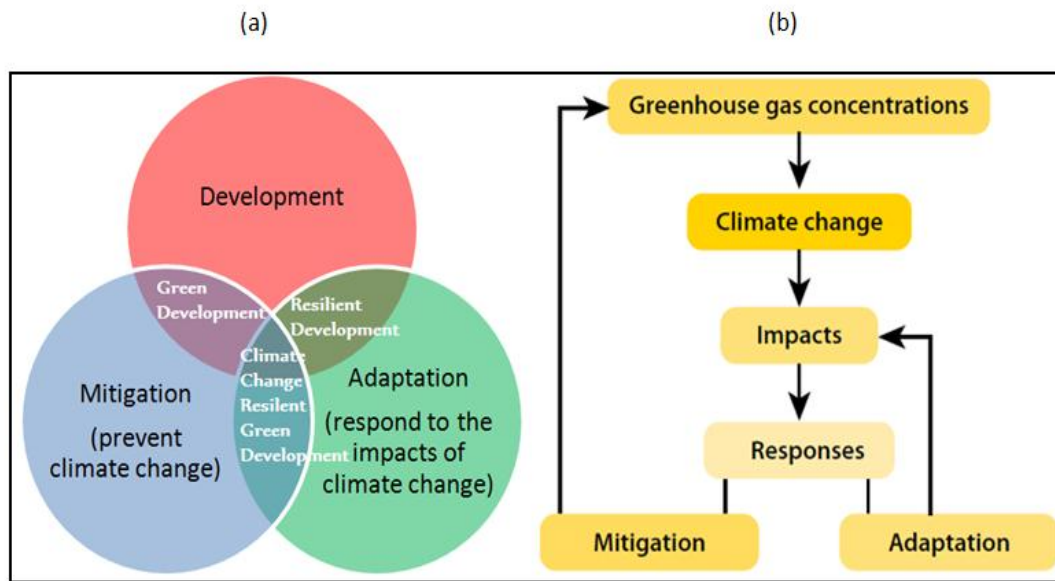 (a)
(b)
Development
Green
Development
Resilient
Development
Climate
Change
Resilent
Green
Development
Mitigation
(prevent
climate change)
Adaptation
(respond to the
impacts of
climate change)
Greenhouse gas concentrations
Climate change
Impacts
Responses
Mitigation
Adaptation